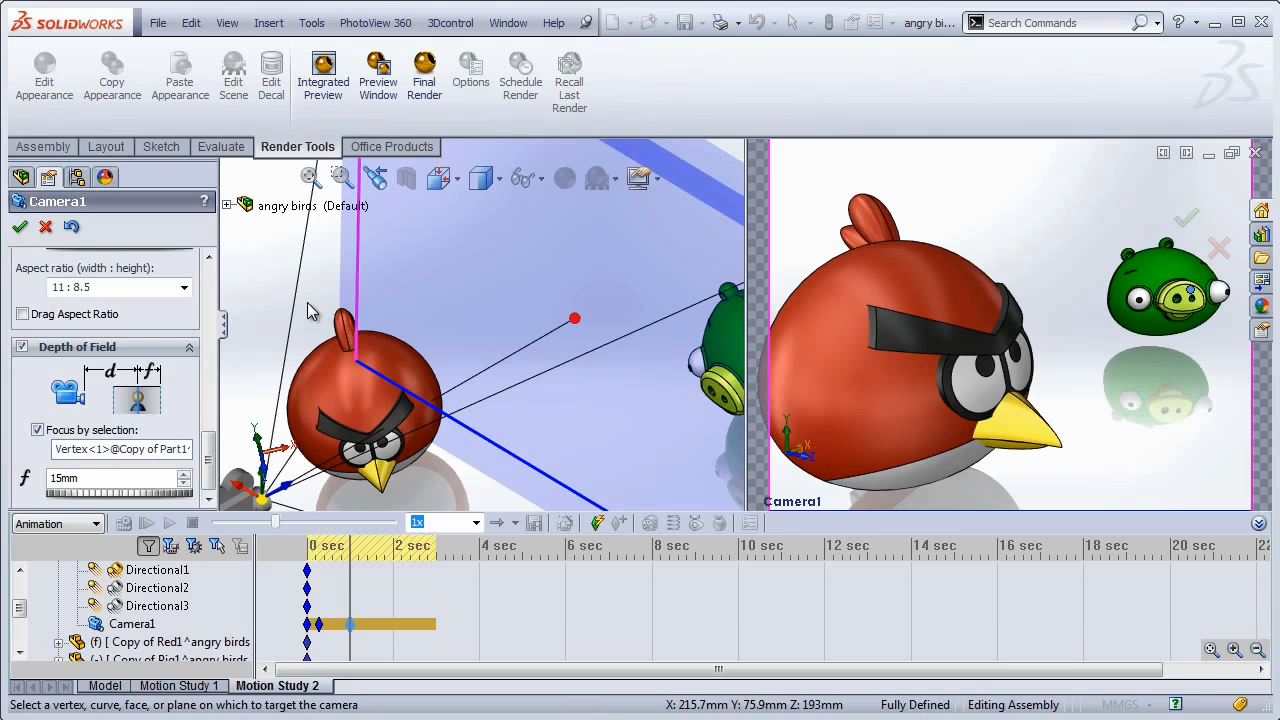 SOLIDWORKS File Edit View Insert Tools PhotoView 360 3Dcontrol Window Help angry bi... Search Commands
Edit Appearance
Copy Appearance
Paste Appearance
Edit Scene
Edit Decal
Integrated Preview
Preview Window
Final Render
Options
Schedule Render
Recall Last Render
Assembly Layout Sketch Evaluate Render Tools Office Products
Camera1 ?
angry birds (Default)
Aspect ratio (width : height):
11 : 8.5
Drag Aspect Ratio
Depth of Field
d f
Focus by selection:
Vertex<1>@Copy of Part1
f 15mm
Y
Y
X
Z
Camera1
Animation 1x
0 sec 2 sec 4 sec 6 sec 8 sec 10 sec 12 sec 14 sec 16 sec 18 sec 20 sec 22
Directional1
Directional2
Directional3
Camera1
(f) [ Copy of Red1^angry birds
(-) [ Copy of Pig1^angry birds
Model Motion Study 1 Motion Study 2
Select a vertex, curve, face, or plane on which to target the camera X: 215.7mm Y: 75.9mm Z: 193mm Fully Defined Editing Assembly MMGS